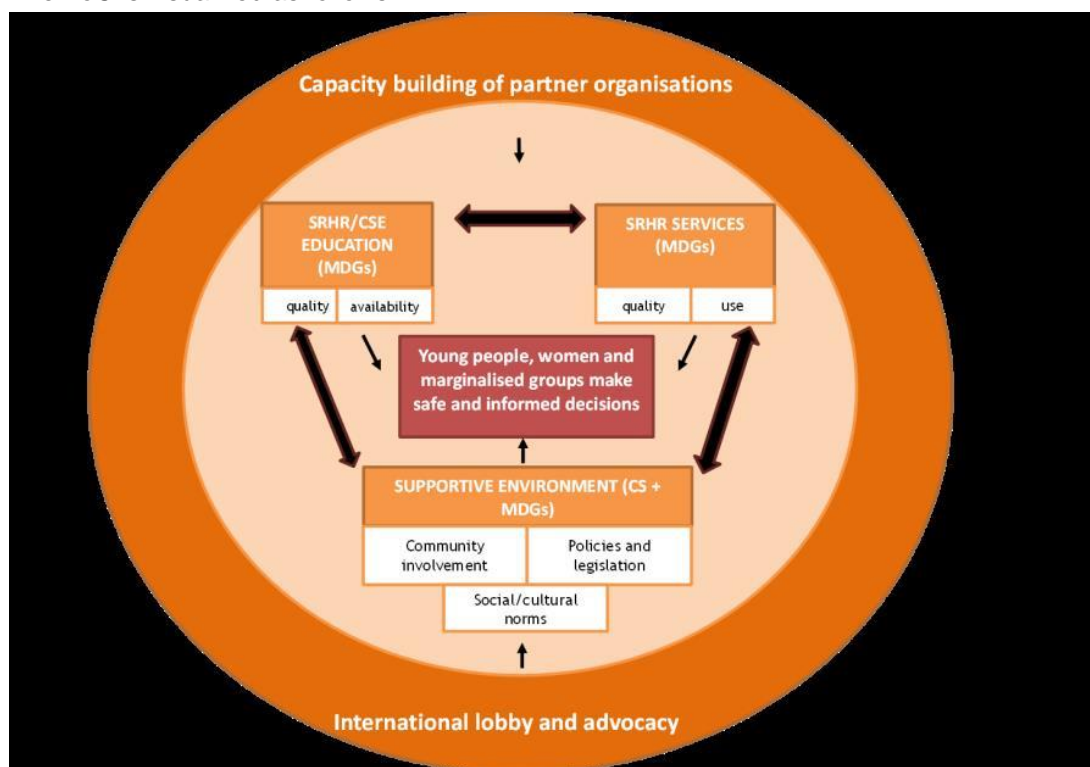 Capacity building of partner organisations
SRHR/CSE
EDUCATION
(MDGs)
quality
availability
SRHR SERVICES
(MDGs)
quality
use
Young people, women and
marginalised groups make
safe and informed decisions
SUPPORTIVE ENVIRONMENT (CS +
MDGs)
Community
involvement
Policies and
legislation
Social/cultural
norms
International lobby and advocacy